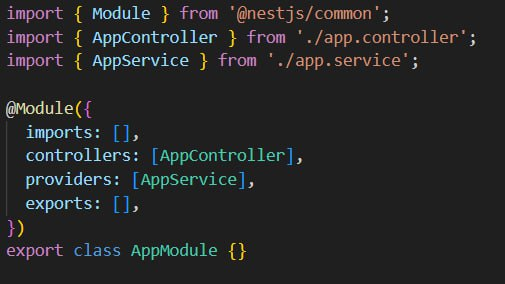 import { Module } from '@nestjs/common';
import { AppController } from './app.controller';
import { AppService } from './app.service';
@Module({
imports: [],
controllers: [AppController],
providers: [AppService],
exports: [],
})
export class AppModule {}